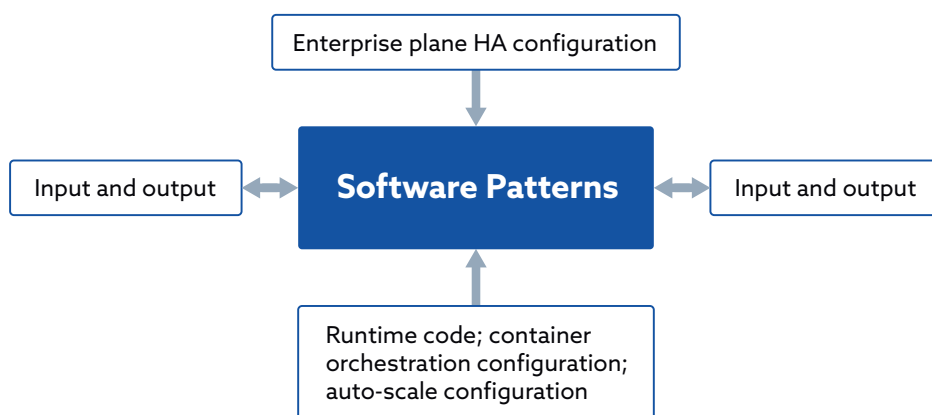 Enterprise plane HA configuration
Input and output
Software Patterns
Input and output
Runtime code; container
orchestration configuration;
auto-scale configuration